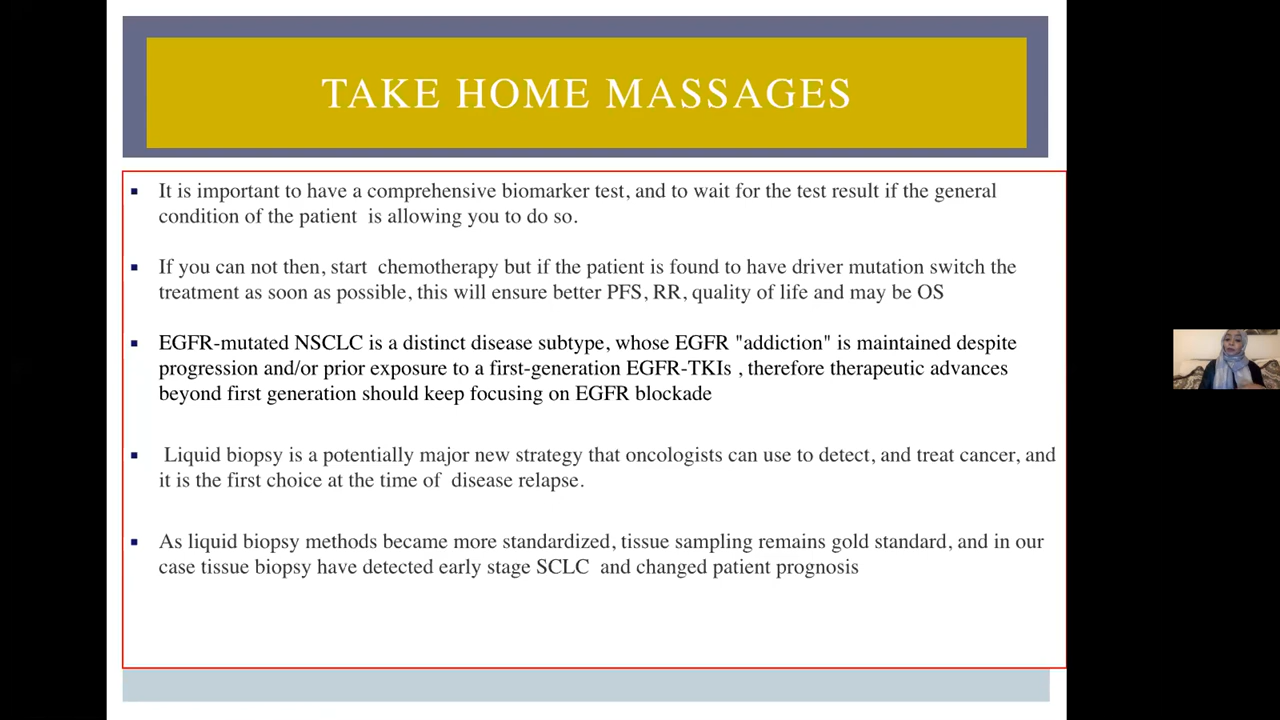 TAKE HOME MASSAGES
▪ It is important to have a comprehensive biomarker test, and to wait for the test result if the general
condition of the patient  is allowing you to do so.
▪ If you can not then, start  chemotherapy but if the patient is found to have driver mutation switch the
treatment as soon as possible, this will ensure better PFS, RR, quality of life and may be OS
▪ EGFR-mutated NSCLC is a distinct disease subtype, whose EGFR "addiction" is maintained despite
progression and/or prior exposure to a first-generation EGFR-TKIs , therefore therapeutic advances
beyond first generation should keep focusing on EGFR blockade
▪ Liquid biopsy is a potentially major new strategy that oncologists can use to detect, and treat cancer, and
it is the first choice at the time of  disease relapse.
▪ As liquid biopsy methods became more standardized, tissue sampling remains gold standard, and in our
case tissue biopsy have detected early stage SCLC  and changed patient prognosis